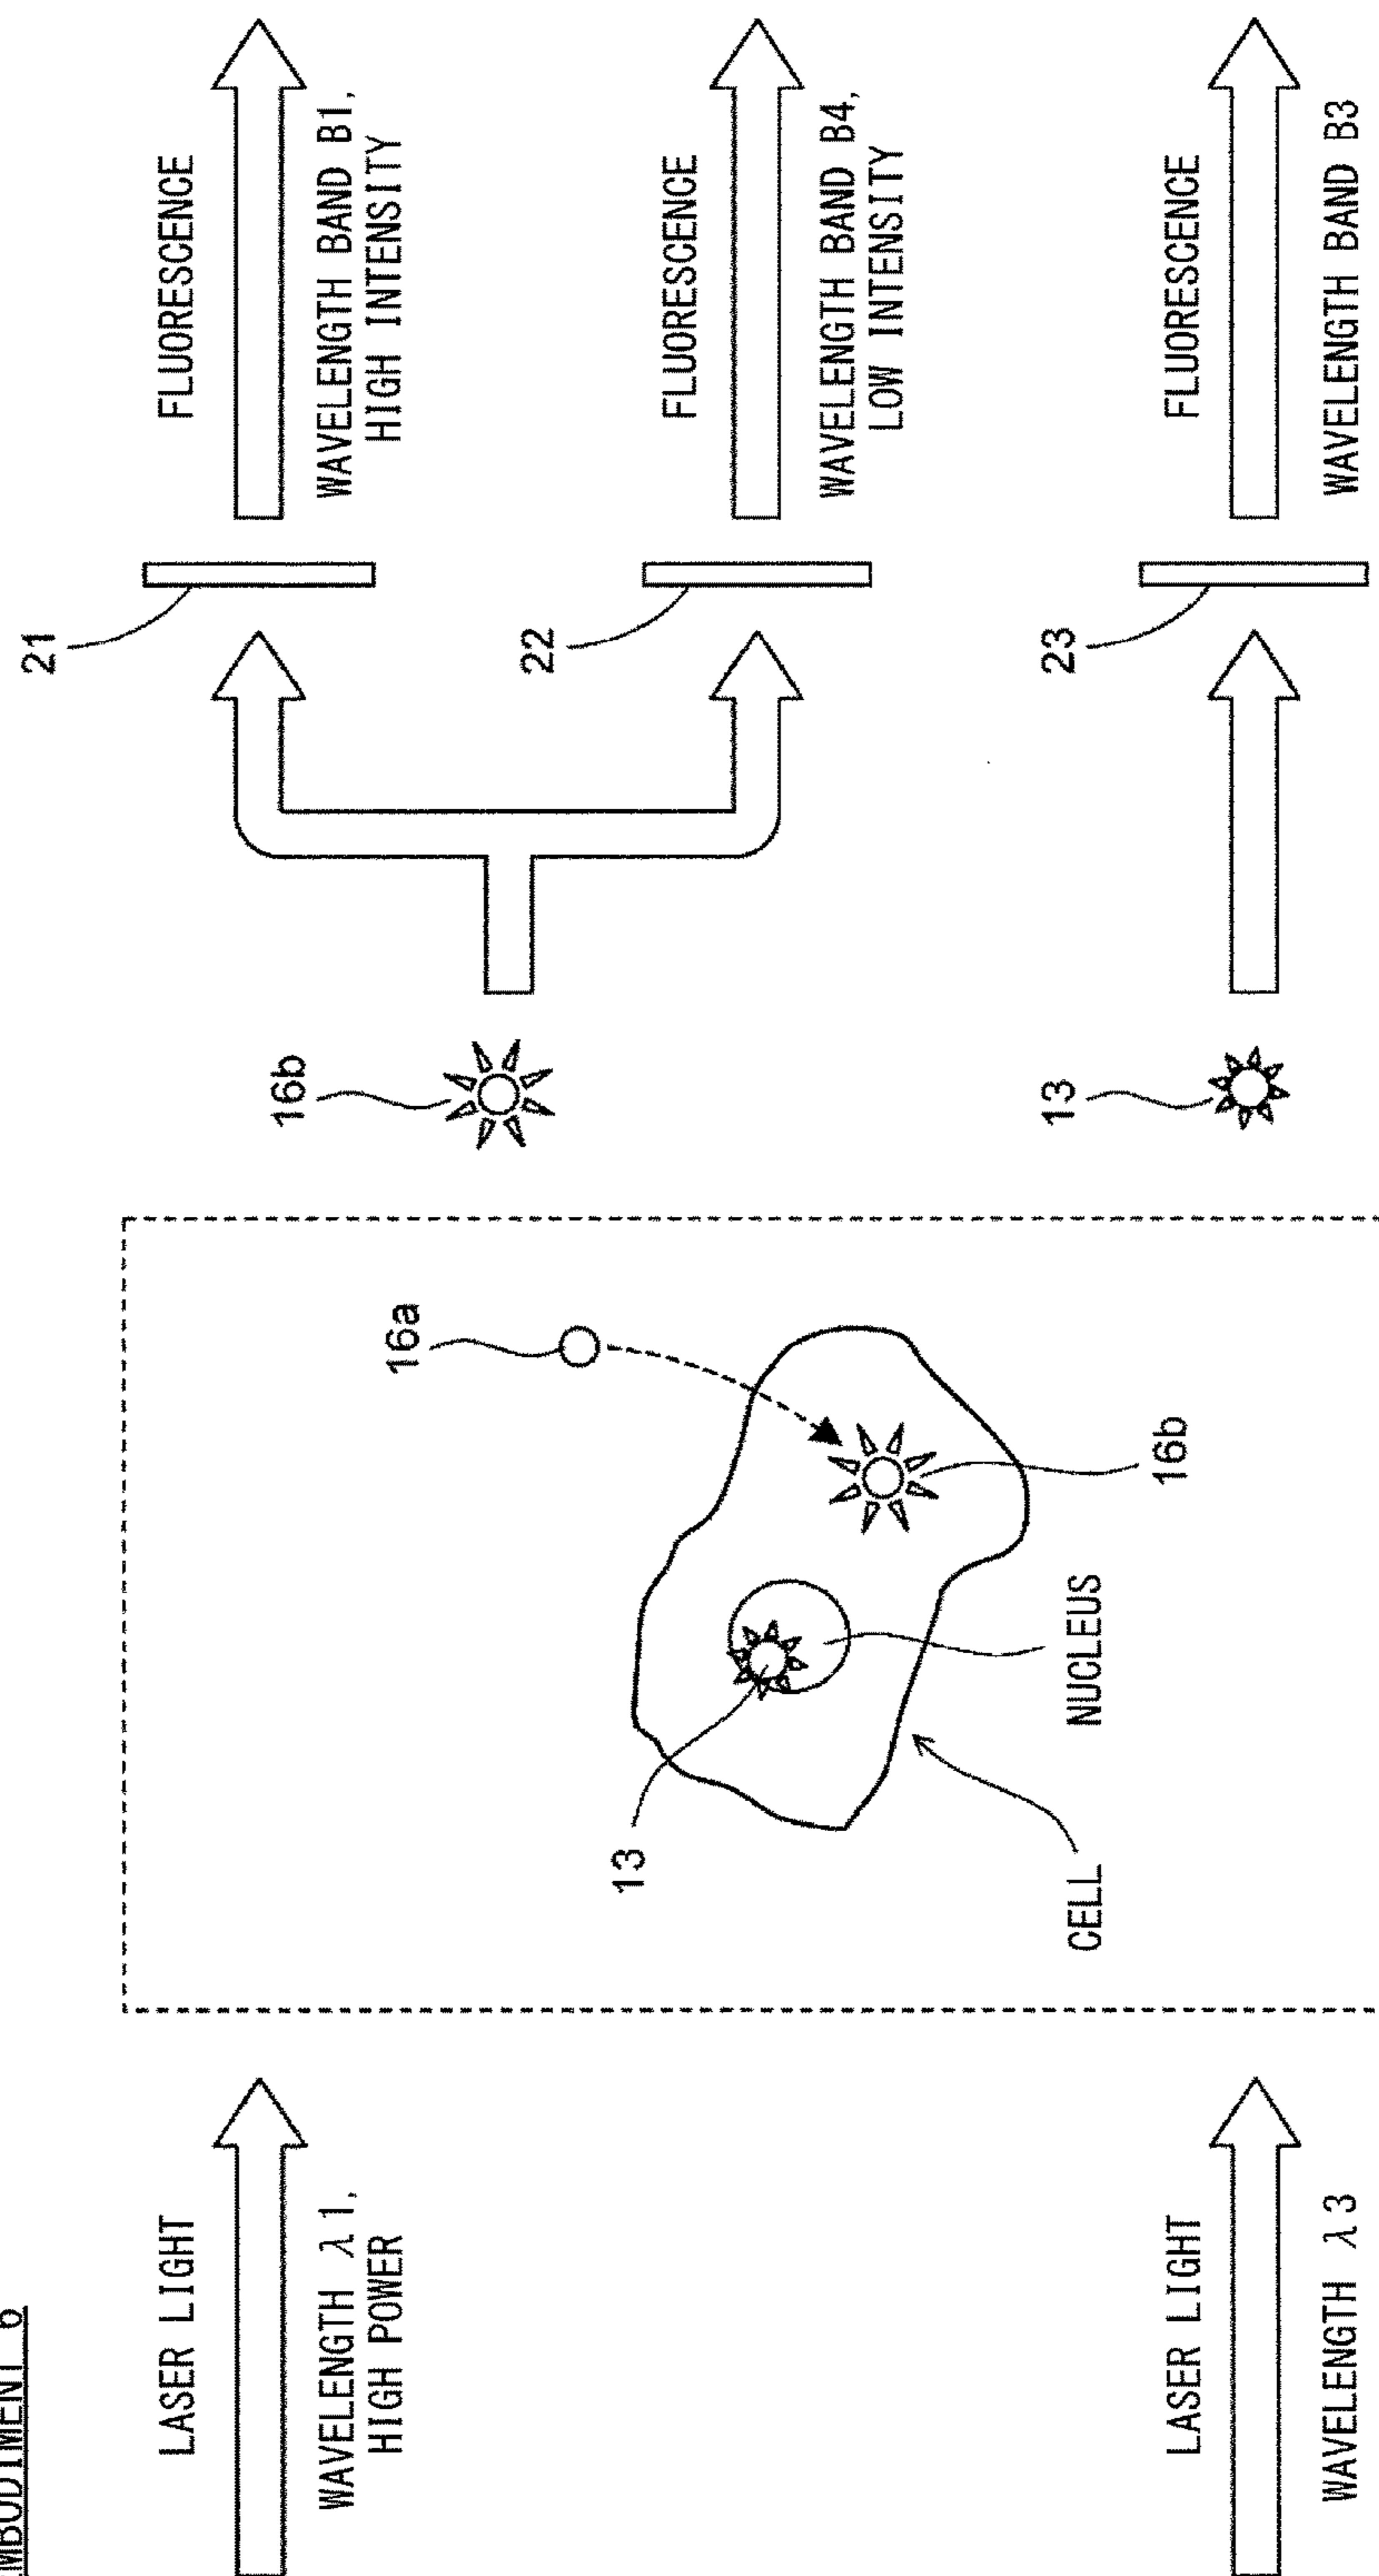 MBODIMENT 6
21
LASER LIGHT
FLUORESCENCE
WAVELENGTH λ1,
HIGH POWER
16b
WAVELENGTH BAND B1,
HIGH INTENSITY
16a
22
13
FLUORESCENCE
WAVELENGTH BAND B4,
LOW INTENSITY
CELL
NUCLEUS
16b
13
23
LASER LIGHT
FLUORESCENCE
WAVELENGTH λ3
WAVELENGTH BAND B3